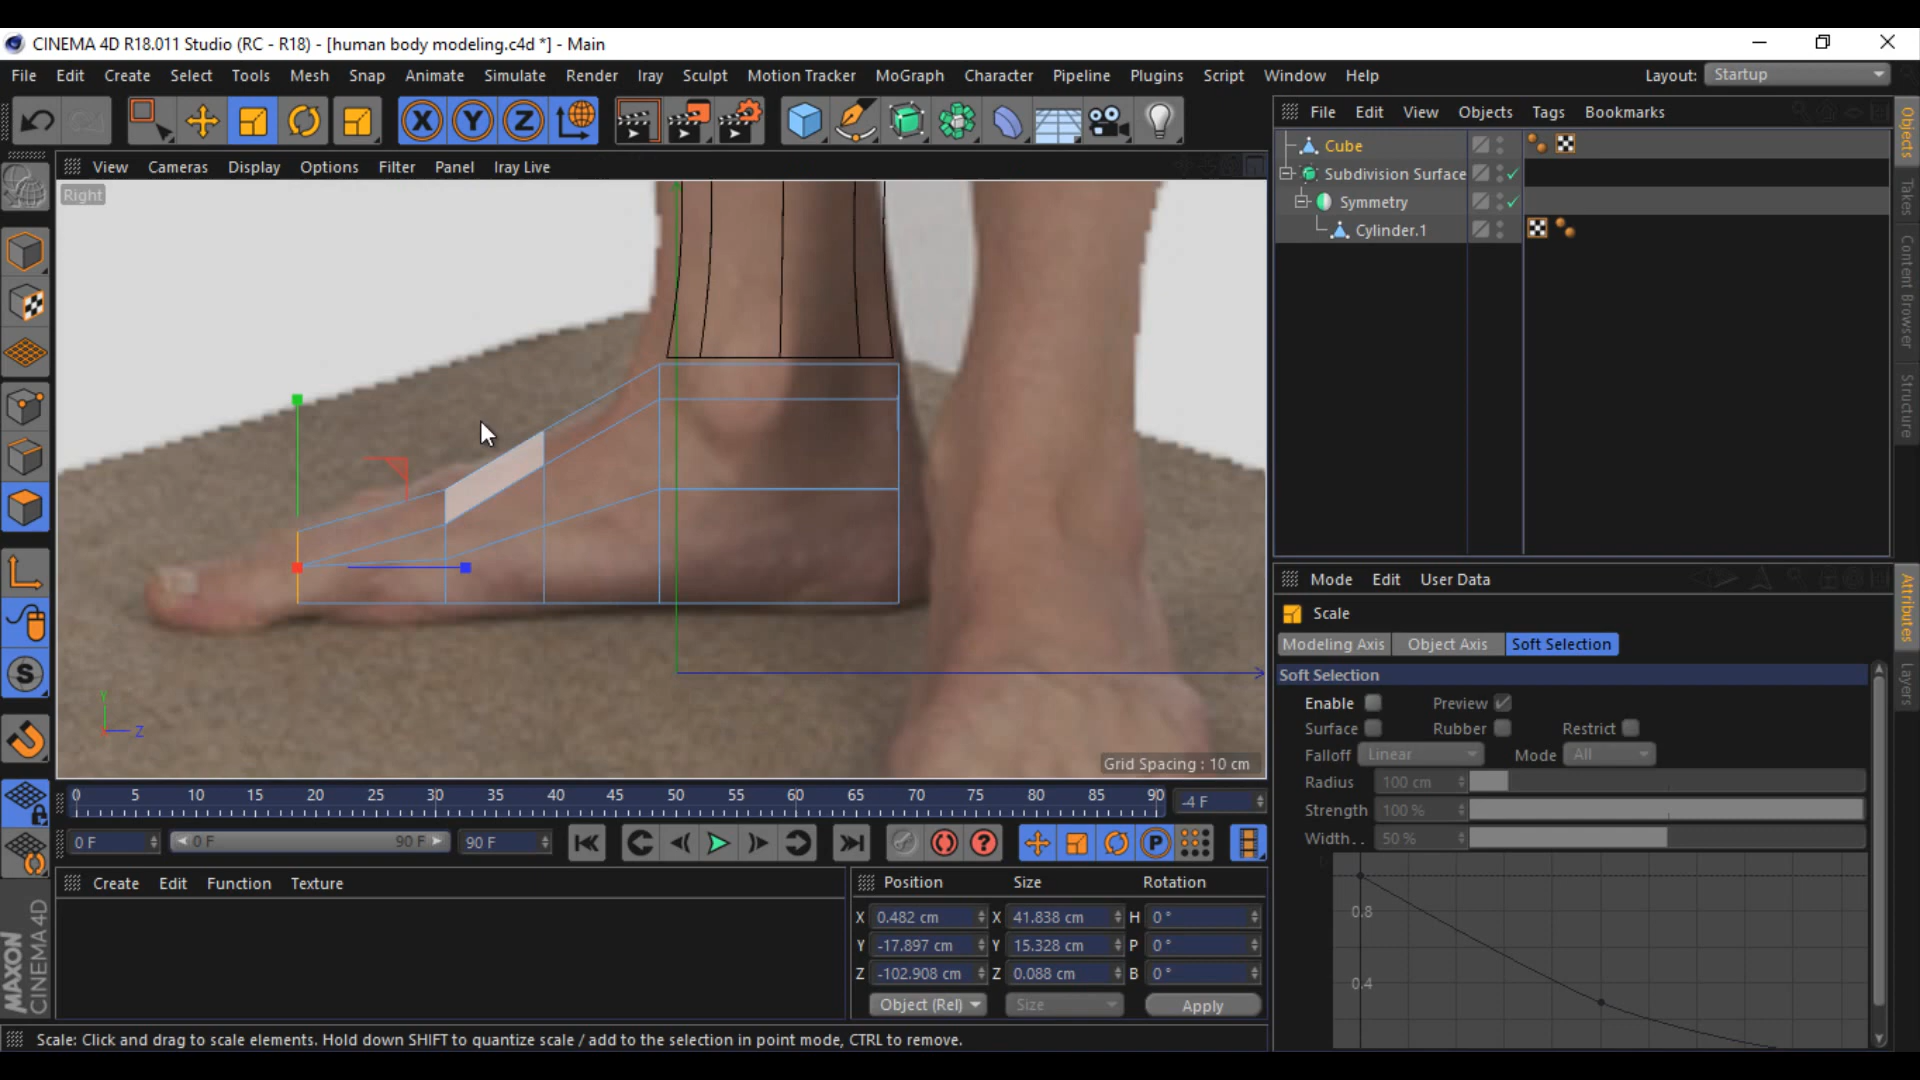 CINEMA 4D R18.011 Studio (RC - R18) - [human body modeling.c4d *] - Main
File Edit Create Select Tools Mesh Snap Animate Simulate Render Iray Sculpt Motion Tracker MoGraph Character Pipeline Plugins Script Window Help Layout: Startup
X Y Z
File Edit View Objects Tags Bookmarks
View Cameras Display Options Filter Panel Iray Live
Right
Cube
Subdivision Surface
Symmetry
Cylinder.1
Objects
Takes
Content Browser
Structure
Mode Edit User Data
Scale
Modeling Axis Object Axis Soft Selection
Soft Selection
Enable Preview
Surface Rubber Restrict
Falloff Linear Mode All
Radius 100 cm
Strength 100 %
Width.. 50 %
0.8
0.4
Attributes
Layers
S
Y
Z
Grid Spacing : 10 cm
0 5 10 15 20 25 30 35 40 45 50 55 60 65 70 75 80 85 90 -4 F
0 F 0 F 90 F 90 F
P
Create Edit Function Texture
Position Size Rotation
X 0.482 cm X 41.838 cm H 0 °
Y -17.897 cm Y 15.328 cm P 0 °
Z -102.908 cm Z 0.088 cm B 0 °
Object (Rel) Size Apply
MAXON
CINEMA 4D
Scale: Click and drag to scale elements. Hold down SHIFT to quantize scale / add to the selection in point mode, CTRL to remove.